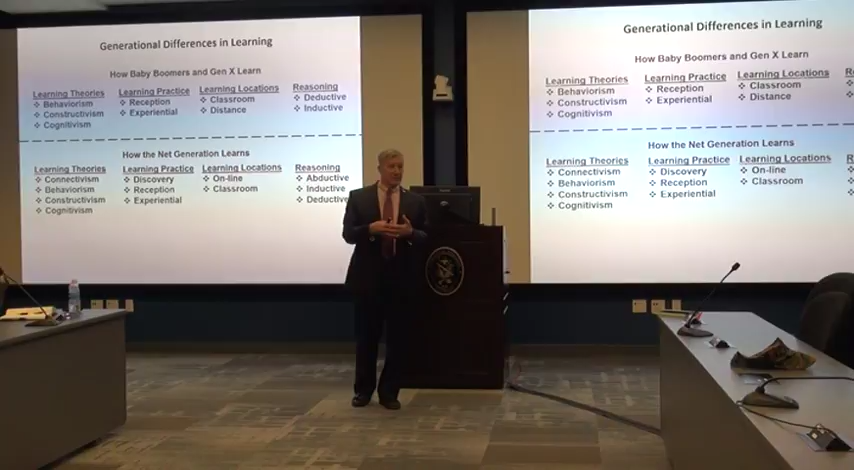 Generational Differences in Learning
How Baby Boomers and Gen X Learn
Learning Theories Learning Practice Learning Locations Reasoning
❖ Behaviorism ❖ Reception ❖ Classroom ❖ Deductive
❖ Constructivism ❖ Experiential ❖ Distance ❖ Inductive
❖ Cognitivism
How the Net Generation Learns
Learning Theories Learning Practice Learning Locations Reasoning
❖ Connectivism ❖ Discovery ❖ On-line ❖ Abductive
❖ Behaviorism ❖ Reception ❖ Classroom ❖ Inductive
❖ Constructivism ❖ Experiential ❖ Deductive
❖ Cognitivism
Generational Differences in Learning
How Baby Boomers and Gen X Learn
Learning Theories Learning Practice Learning Locations
❖ Behaviorism ❖ Reception ❖ Classroom
❖ Constructivism ❖ Experiential ❖ Distance
❖ Cognitivism
How the Net Generation Learns
Learning Theories Learning Practice Learning Locations
❖ Connectivism ❖ Discovery ❖ On-line
❖ Behaviorism ❖ Reception ❖ Classroom
❖ Constructivism ❖ Experiential
❖ Cognitivism